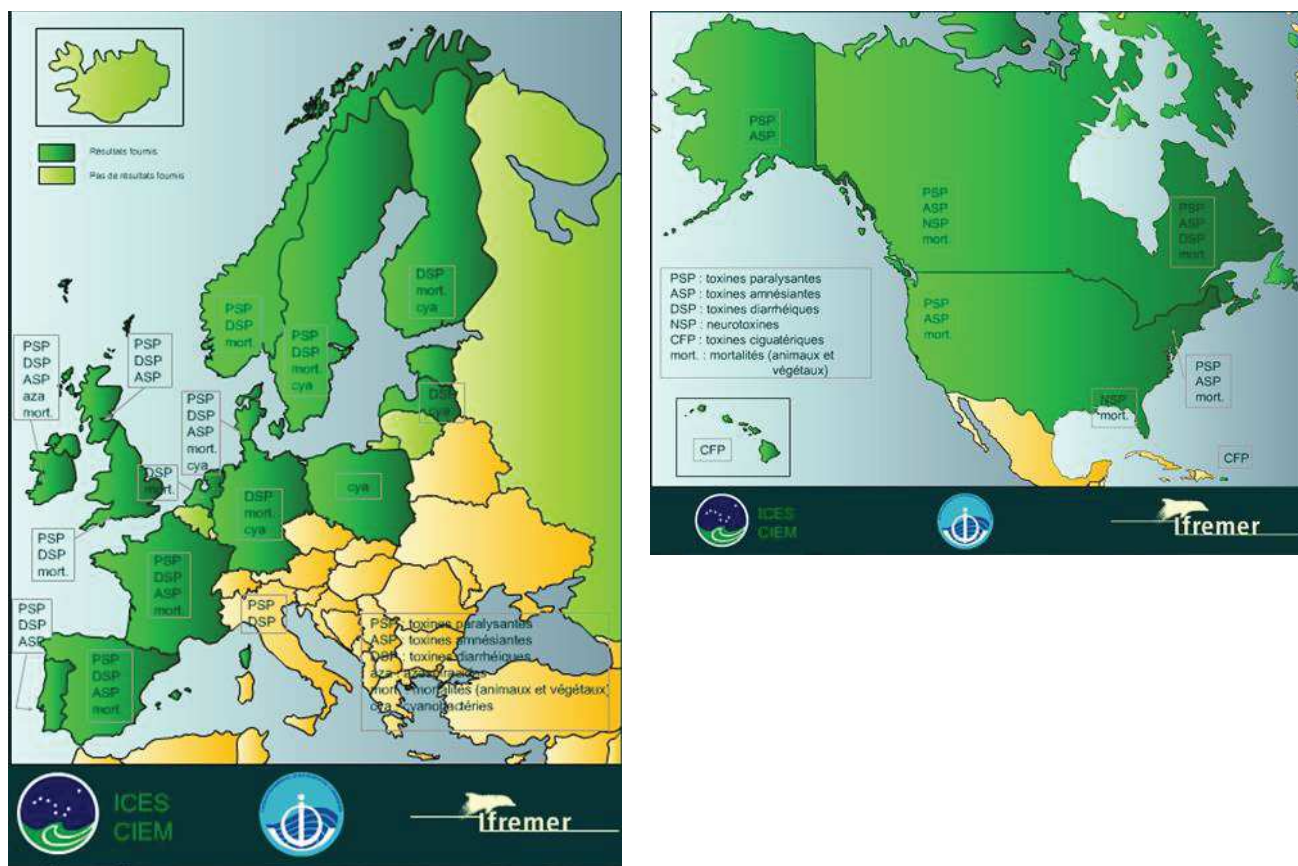 Résultats fournis
Pas de résultats fournis
DSP
mort.
cya
PSP
DSP
mort.
PSP
DSP
mort.
cya
PSP
DSP
ASP
aza
mort.
PSP
DSP
ASP
PSP
DSP
ASP
mort.
cya
DSP
cya
DSP
mort.
DSP
mort.
cya
cya
PSP
DSP
mort.
PSP
DSP
ASP
mort.
PSP
DSP
ASP
PSP
DSP
PSP
DSP
ASP
mort.
PSP : toxines paralysantes
ASP : toxines amnésiantes
DSP : toxines diarrhéiques
aza :
mort. : mortalités (animaux et végétaux)
cya : cyanobactéries
ICES
CIEM
Ifremer
PSP
ASP
PSP
ASP
NSP
mort.
PSP
ASP
DSP
mort.
PSP : toxines paralysantes
ASP : toxines amnésiantes
DSP : toxines diarrhéiques
NSP : neurotoxines
CFP : toxines ciguatériques
mort. : mortalités (animaux et
végétaux)
PSP
ASP
mort.
PSP
ASP
mort.
NSP
mort.
CFP
CFP
ICES
CIEM
Ifremer